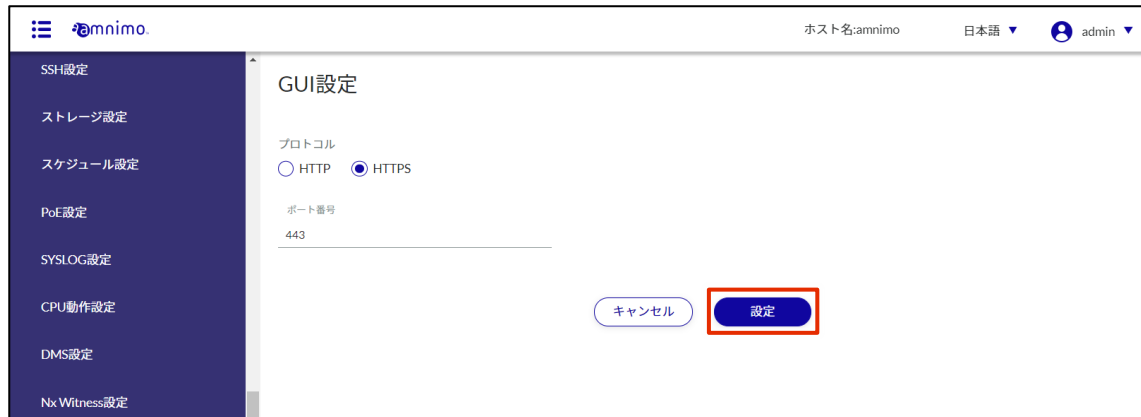 amnimo.
ホスト名:amnimo
日本語 ▼
admin ▼
SSH設定
ストレージ設定
スケジュール設定
PoE設定
SYSLOG設定
CPU動作設定
DMS設定
Nx Witness設定
GUI設定
プロトコル
HTTP HTTPS
ポート番号
443
キャンセル 設定